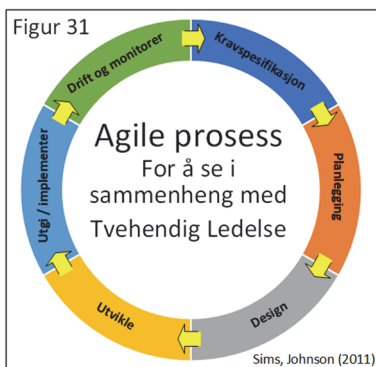 Figur 31
Kravspesifikasjon
Planlegging
Design
Utvikle
Utgi / implementer
Drift og monitorer
Agile prosess
For å se i
sammenheng med
Tvehendig Ledelse
Sims, Johnson (2011)